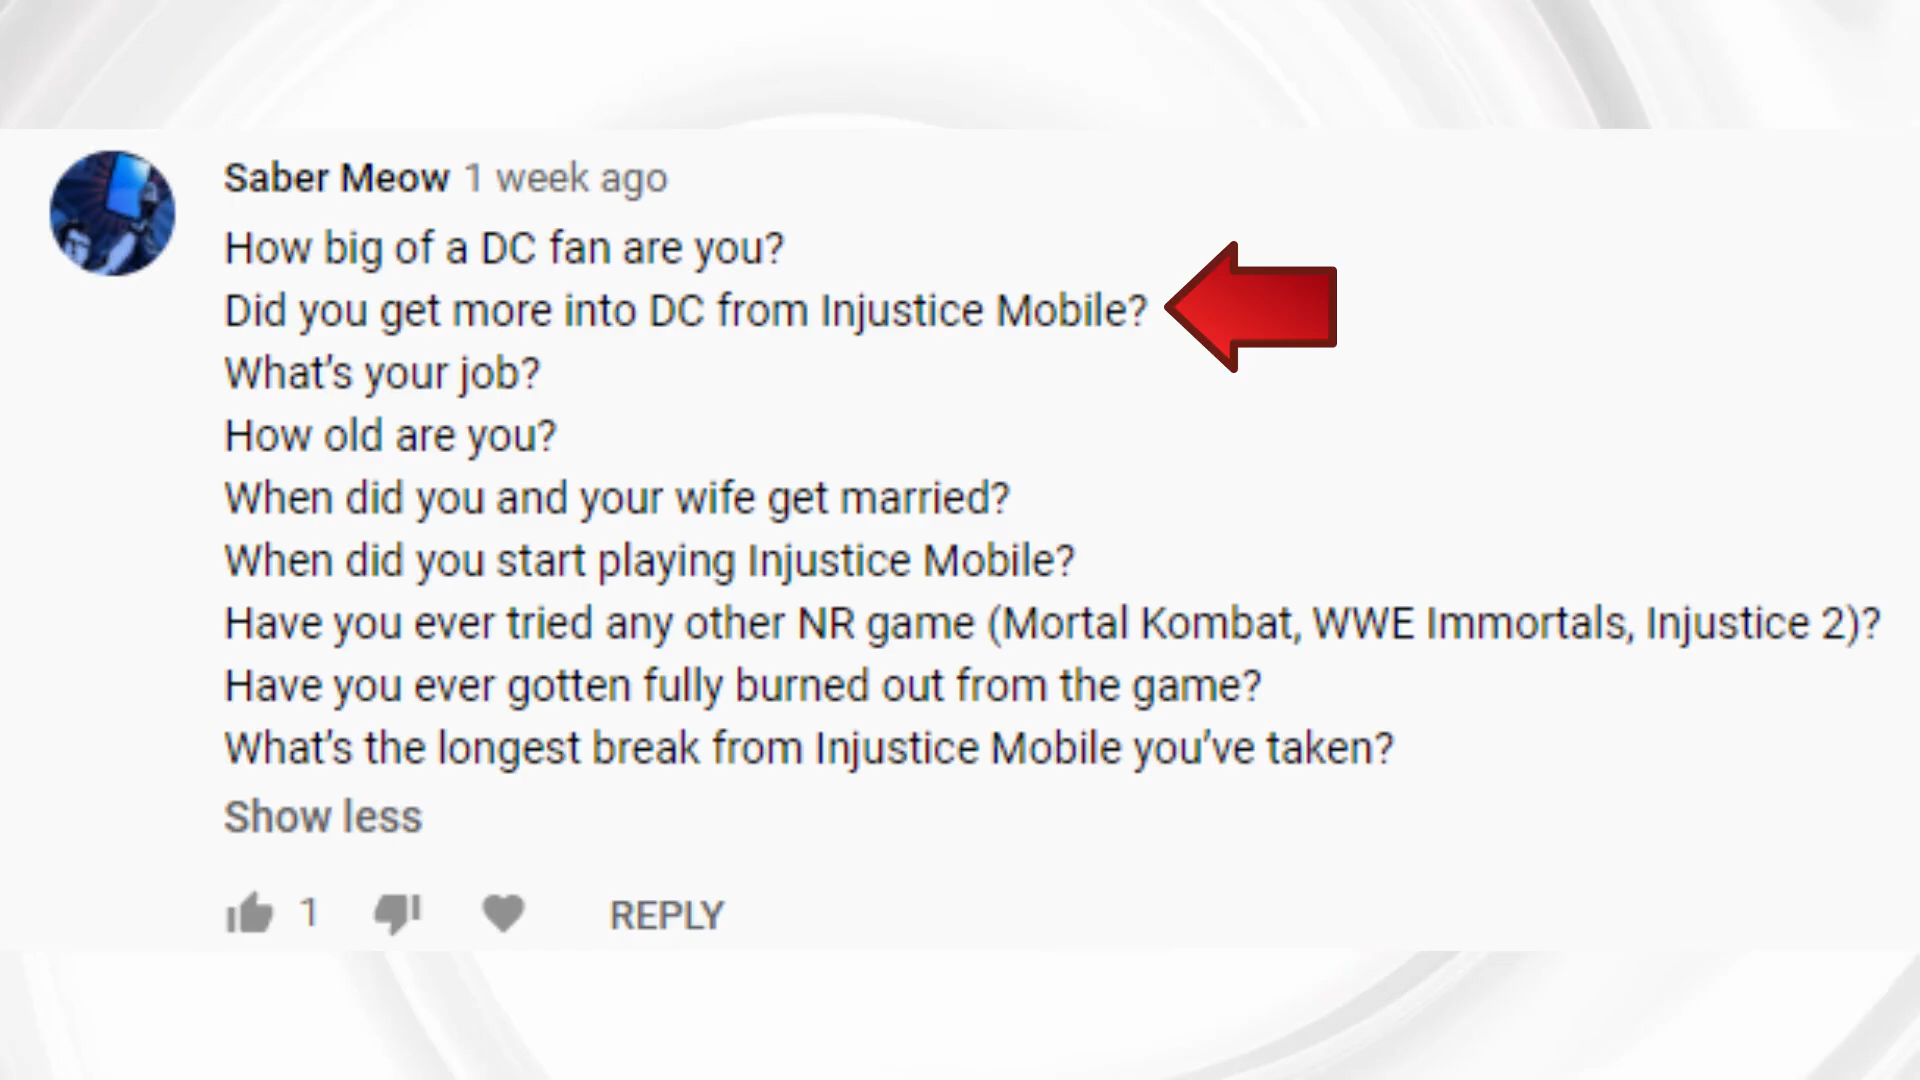 Saber Meow 1 week ago
How big of a DC fan are you?
Did you get more into DC from Injustice Mobile?
What's your job?
How old are you?
When did you and your wife get married?
When did you start playing Injustice Mobile?
Have you ever tried any other NR game (Mortal Kombat, WWE Immortals, Injustice 2)?
Have you ever gotten fully burned out from the game?
What's the longest break from Injustice Mobile you've taken?
Show less
1 REPLY